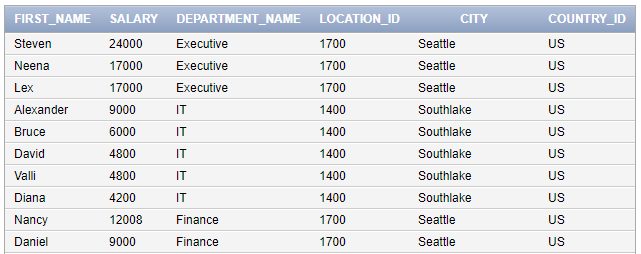 FIRST_NAME SALARY DEPARTMENT_NAME LOCATION_ID CITY COUNTRY_ID
Steven 24000 Executive 1700 Seattle US
Neena 17000 Executive 1700 Seattle US
Lex 17000 Executive 1700 Seattle US
Alexander 9000 IT 1400 Southlake US
Bruce 6000 IT 1400 Southlake US
David 4800 IT 1400 Southlake US
Valli 4800 IT 1400 Southlake US
Diana 4200 IT 1400 Southlake US
Nancy 12008 Finance 1700 Seattle US
Daniel 9000 Finance 1700 Seattle US